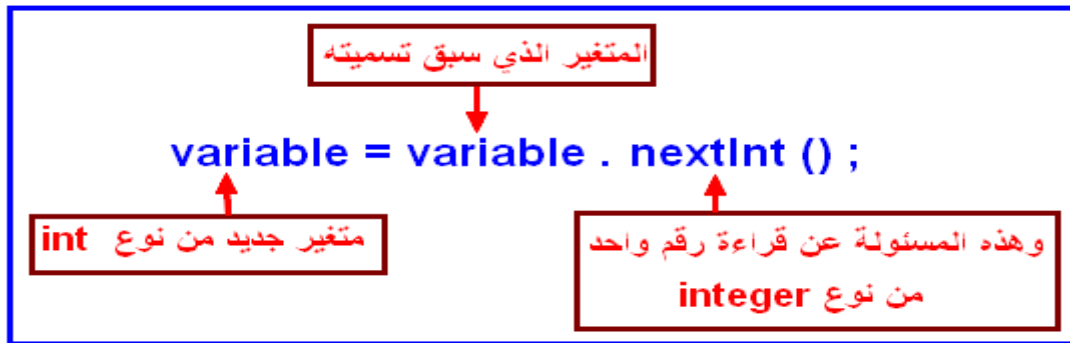 المتغير الذي سبق تسميته
variable = variable . nextInt () ;
متغير جديد من نوع int
وهذه المسئولة عن قراءة رقم واحد
من نوع integer